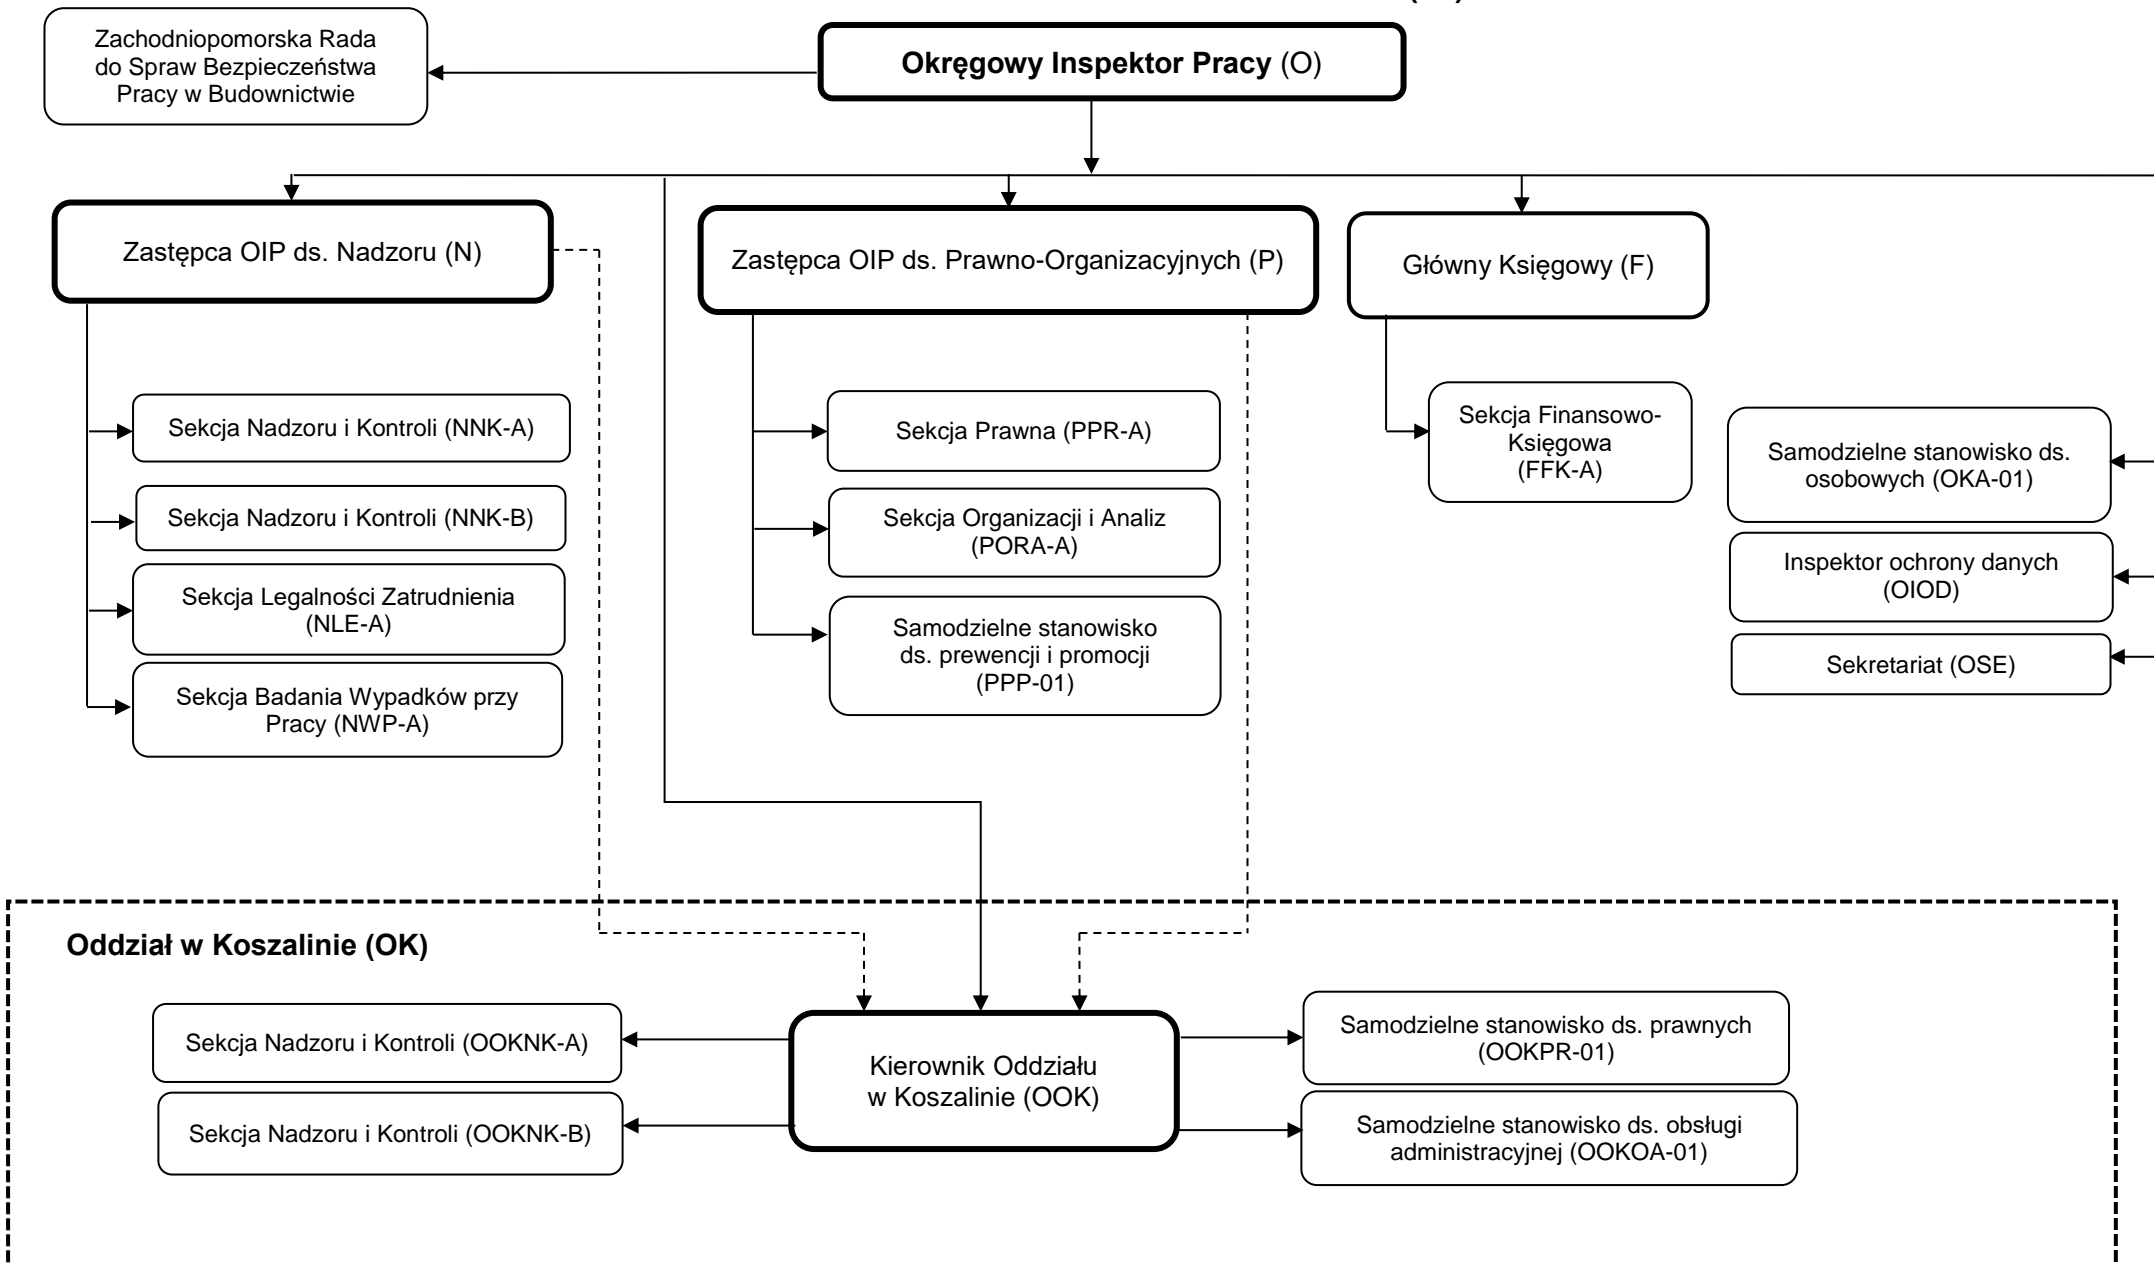 Zachodniopomorska Rada
do Spraw Bezpieczeństwa
Pracy w Budownictwie
Okręgowy Inspektor Pracy (O)
Zastępca OIP ds. Nadzoru (N)
Zastępca OIP ds. Prawno-Organizacyjnych (P)
Główny Księgowy (F)
Sekcja Nadzoru i Kontroli (NNK-A)
Sekcja Nadzoru i Kontroli (NNK-B)
Sekcja Legalności Zatrudnienia
(NLE-A)
Sekcja Badania Wypadków przy
Pracy (NWP-A)
Sekcja Prawna (PPR-A)
Sekcja Organizacji i Analiz
(PORA-A)
Samodzielne stanowisko
ds. prewencji i promocji
(PPP-01)
Sekcja Finansowo-
Księgowa
(FFK-A)
Samodzielne stanowisko ds.
osobowych (OKA-01)
Inspektor ochrony danych
(OIOD)
Sekretariat (OSE)
Oddział w Koszalinie (OK)
Sekcja Nadzoru i Kontroli (OOKNK-A)
Sekcja Nadzoru i Kontroli (OOKNK-B)
Kierownik Oddziału
w Koszalinie (OOK)
Samodzielne stanowisko ds. prawnych
(OOKPR-01)
Samodzielne stanowisko ds. obsługi
administracyjnej (OOKOA-01)